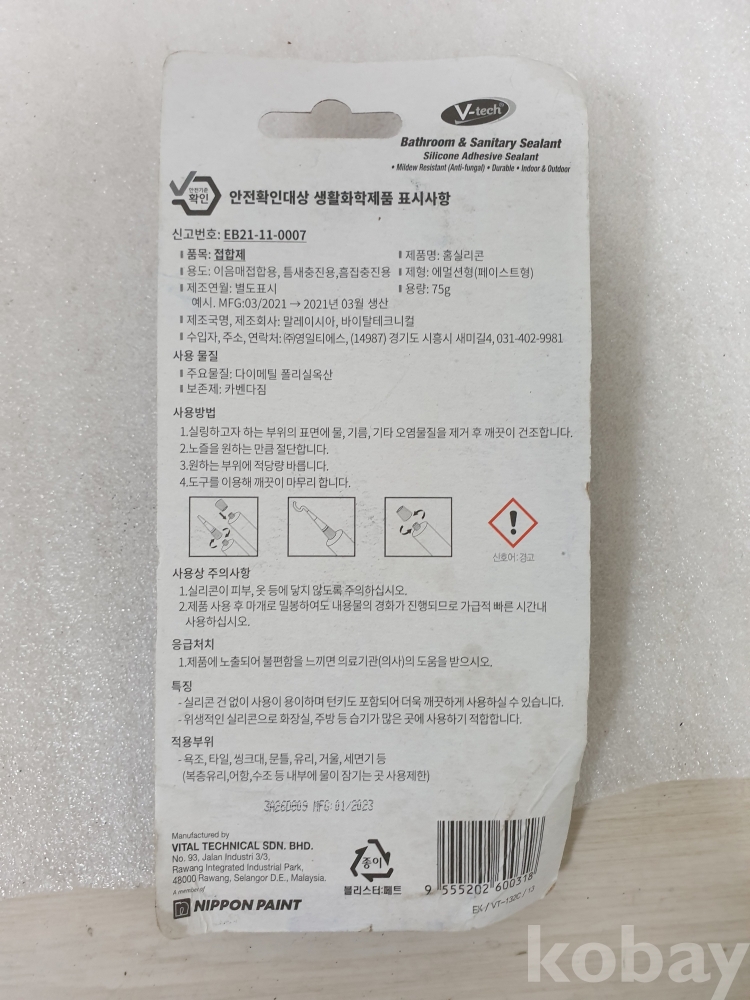 V-tech®
Bathroom & Sanitary Sealant
Silicone Adhesive Sealant
• Mildew Resistant (Anti-fungal) • Durable • Indoor & Outdoor
안전기준
확인
안전확인대상 생활화학제품 표시사항
신고번호: EB21-11-0007
품목: 접합제
제품명: 홈실리콘
용도: 이음매접합용, 틈새충진용,흠집충진용
제형: 에멀션형(페이스트형)
제조연월: 별도표시
용량: 75g
예시. MFG:03/2021 → 2021년 03월 생산
제조국명, 제조회사: 말레이시아, 바이탈테크니컬
수입자, 주소, 연락처: ㈜영일티에스, (14987) 경기도 시흥시 새미길4, 031-402-9981
사용 물질
주요물질: 다이메틸 폴리실옥산
보존제: 카벤다짐
사용방법
1.실링하고자 하는 부위의 표면에 물, 기름, 기타 오염물질을 제거 후 깨끗이 건조합니다.
2.노즐을 원하는 만큼 절단합니다.
3.원하는 부위에 적당량 바릅니다.
4.도구를 이용해 깨끗이 마무리 합니다.
신호어:경고
사용상 주의사항
1.실리콘이 피부, 옷 등에 닿지 않도록 주의하십시오.
2.제품 사용 후 마개로 밀봉하여도 내용물의 경화가 진행되므로 가급적 빠른 시간내
사용하십시오.
응급처치
1.제품에 노출되어 불편함을 느끼면 의료기관(의사)의 도움을 받으시오.
특징
- 실리콘 건 없이 사용이 용이하며 턴키도 포함되어 더욱 깨끗하게 사용하실 수 있습니다.
- 위생적인 실리콘으로 화장실, 주방 등 습기가 많은 곳에 사용하기 적합합니다.
적용부위
- 욕조, 타일, 씽크대, 문틀, 유리, 거울, 세면기 등
(복층유리,어항,수조 등 내부에 물이 잠기는 곳 사용제한)
3A260809 MFG:01/2023
Manufactured by
VITAL TECHNICAL SDN. BHD.
No. 93, Jalan Industri 3/3,
Rawang Integrated Industrial Park,
48000 Rawang, Selangor D.E., Malaysia.
A member of
NIPPON PAINT
종이
블리스터:페트
9 555202 600318
EK / VT-132C / 13
kobay